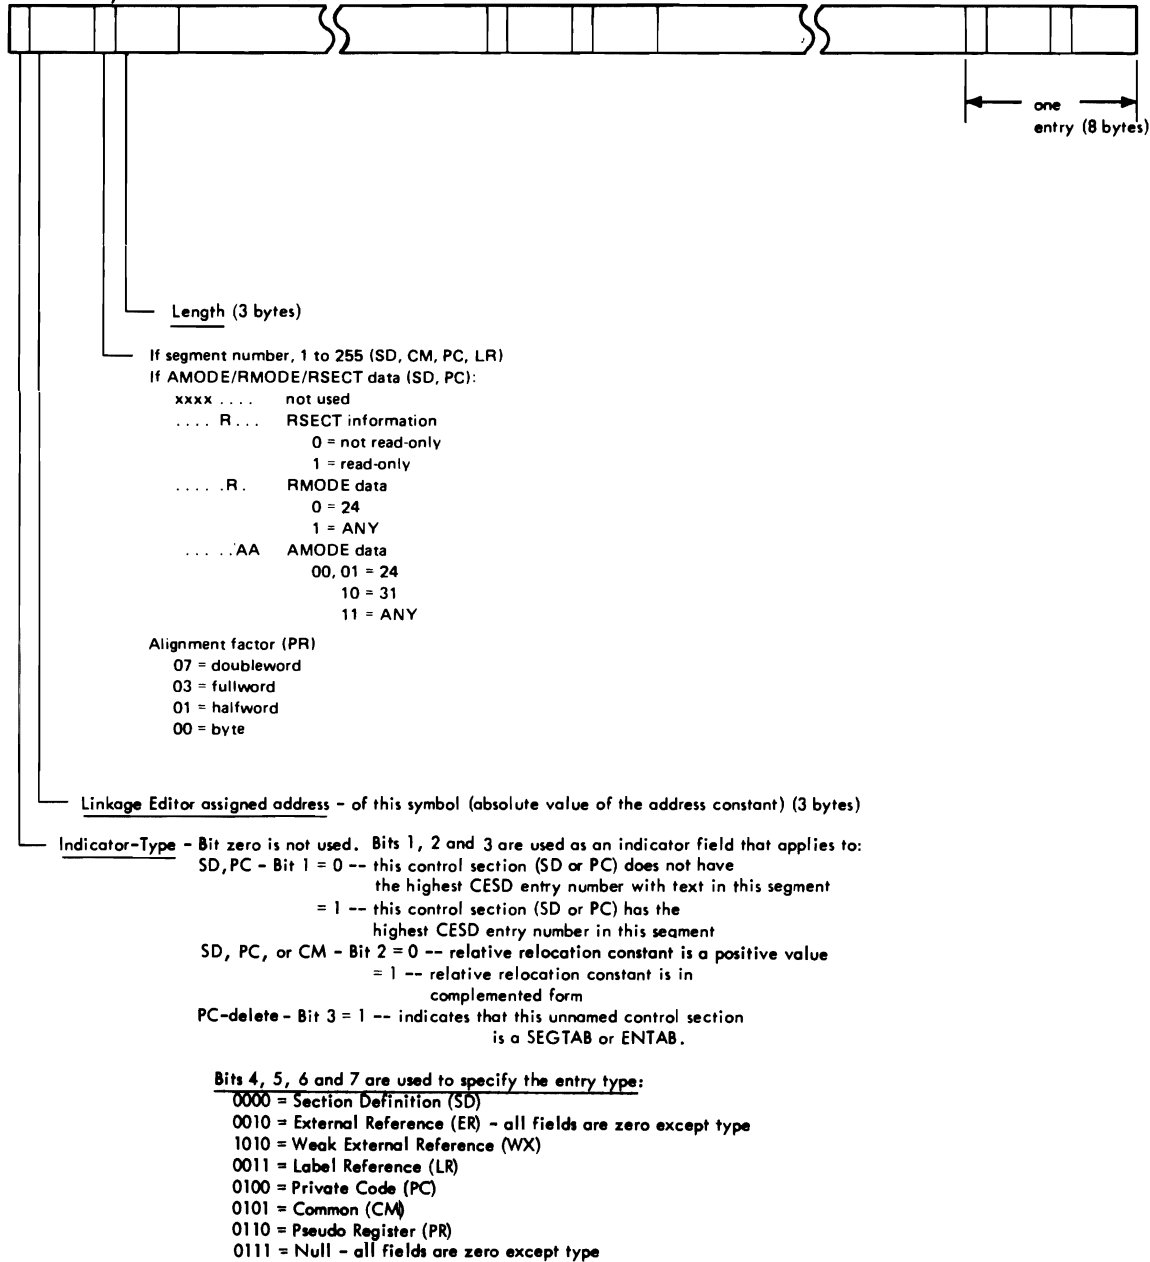 one
entry (8 bytes)
Length (3 bytes)
If segment number, 1 to 255 (SD, CM, PC, LR)
If AMODE/RMODE/RSECT data (SD, PC):
xxxx .... not used
.... R... RSECT information
0 = not read-only
1 = read-only
.....R. RMODE data
0 = 24
1 = ANY
......AA AMODE data
00, 01 = 24
10 = 31
11 = ANY
Alignment factor (PR)
07 = doubleword
03 = fullword
01 = halfword
00 = byte
Linkage Editor assigned address - of this symbol (absolute value of the address constant) (3 bytes)
Indicator-Type - Bit zero is not used. Bits 1, 2 and 3 are used as an indicator field that applies to:
SD,PC - Bit 1 = 0 -- this control section (SD or PC) does not have
the highest CESD entry number with text in this segment
= 1 -- this control section (SD or PC) has the
highest CESD entry number in this segment
SD, PC, or CM - Bit 2 = 0 -- relative relocation constant is a positive value
= 1 -- relative relocation constant is in
complemented form
PC-delete - Bit 3 = 1 -- indicates that this unnamed control section
is a SEGTAB or ENTAB.
Bits 4, 5, 6 and 7 are used to specify the entry type:
0000 = Section Definition (SD)
0010 = External Reference (ER) - all fields are zero except type
1010 = Weak External Reference (WX)
0011 = Label Reference (LR)
0100 = Private Code (PC)
0101 = Common (CM)
0110 = Pseudo Register (PR)
0111 = Null - all fields are zero except type